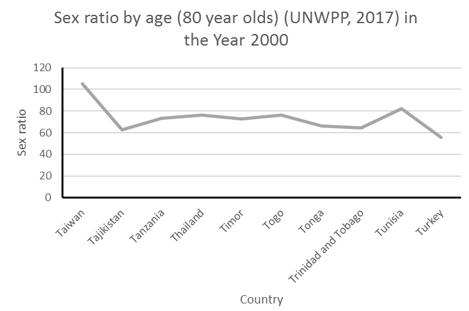 Sex ratio by age (80 year olds) (UNWPP, 2017) in
the Year 2000
120
100
80
60
40
20
0
Sex ratio
Taiwan
Tajikistan
Tanzania
Thailand
Timor
Togo
Tonga
Trinidad and Tobago
Tunisia
Turkey
Country